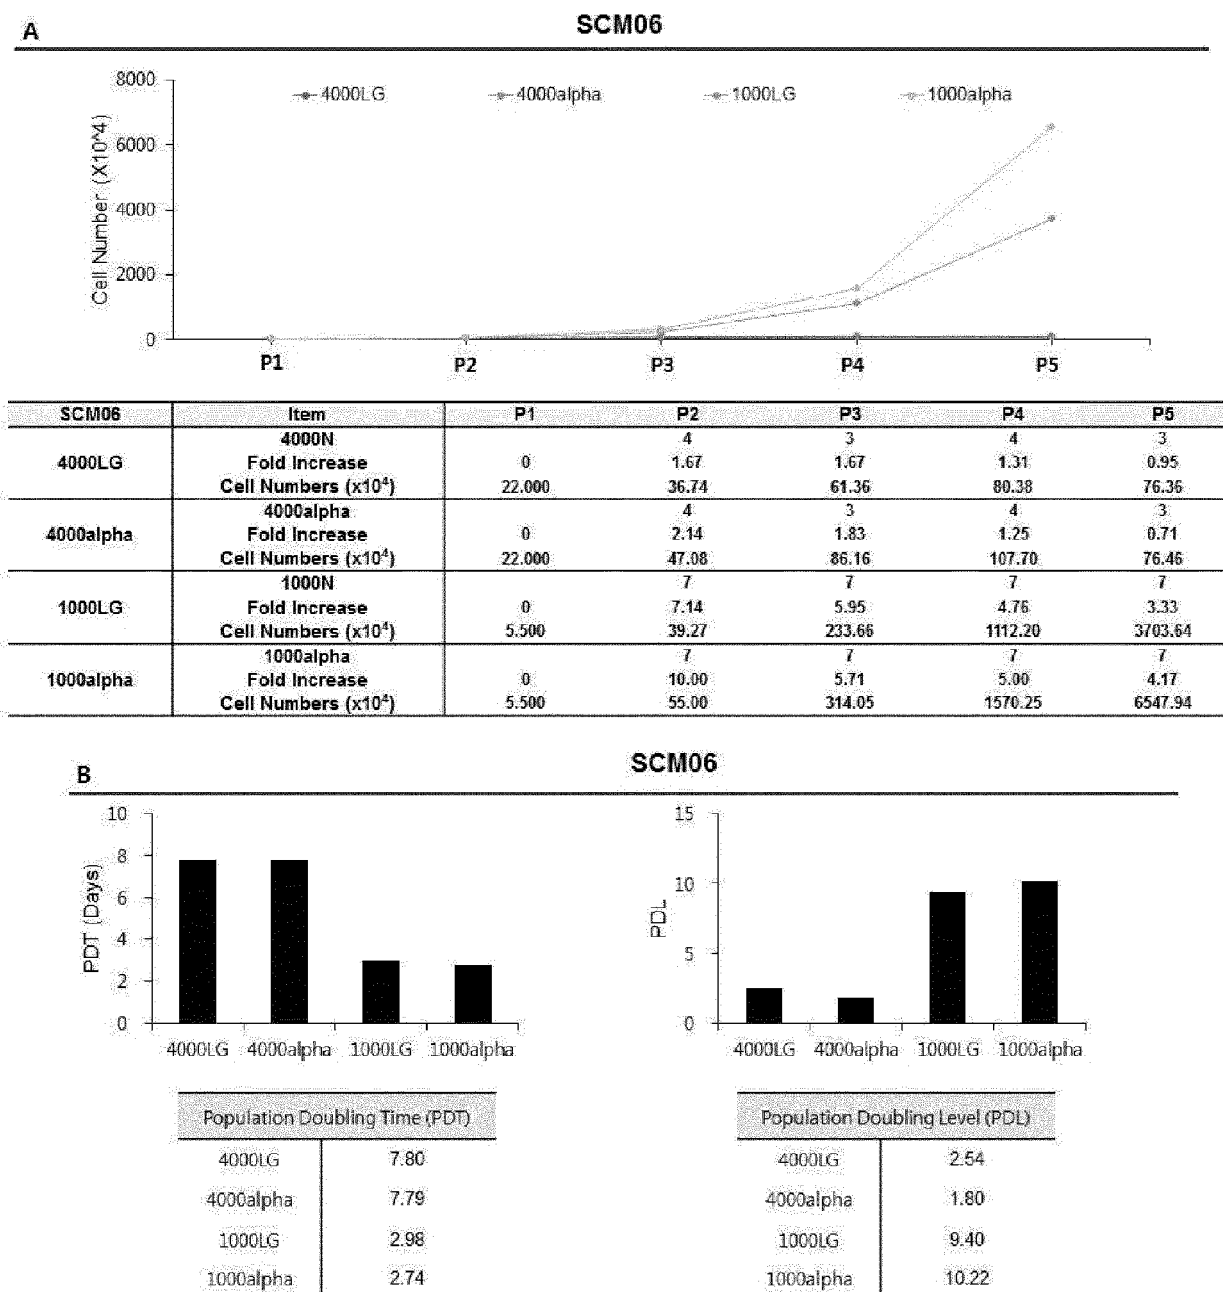 A
SCM06
8000
6000
4000
2000
0
Cell Number (X10^4)
4000LG 4000alpha 1000LG 1000alpha
P1 P2 P3 P4 P5
SCM06 Item P1 P2 P3 P4 P5
4000N 4 3 4 3
4000LG Fold Increase 0 1.67 1.67 1.31 0.95
Cell Numbers (x10⁴) 22.000 36.74 61.36 80.38 76.36
4000alpha 4 3 4 3
4000alpha Fold Increase 0 2.14 1.83 1.25 0.71
Cell Numbers (x10⁴) 22.000 47.08 86.16 107.70 76.46
1000N 7 7 7 7
1000LG Fold Increase 0 7.14 5.95 4.76 3.33
Cell Numbers (x10⁴) 5.500 39.27 233.66 1112.20 3703.64
1000alpha 7 7 7 7
1000alpha Fold Increase 0 10.00 5.71 5.00 4.17
Cell Numbers (x10⁴) 5.500 55.00 314.05 1570.25 6547.94
B
SCM06
10
8
6
4
2
0
PDT (Days)
4000LG 4000alpha 1000LG 1000alpha
15
10
5
0
PDL
4000LG 4000alpha 1000LG 1000alpha
Population Doubling Time (PDT)
4000LG 7.80
4000alpha 7.79
1000LG 2.98
1000alpha 2.74
Population Doubling Level (PDL)
4000LG 2.54
4000alpha 1.80
1000LG 9.40
1000alpha 10.22